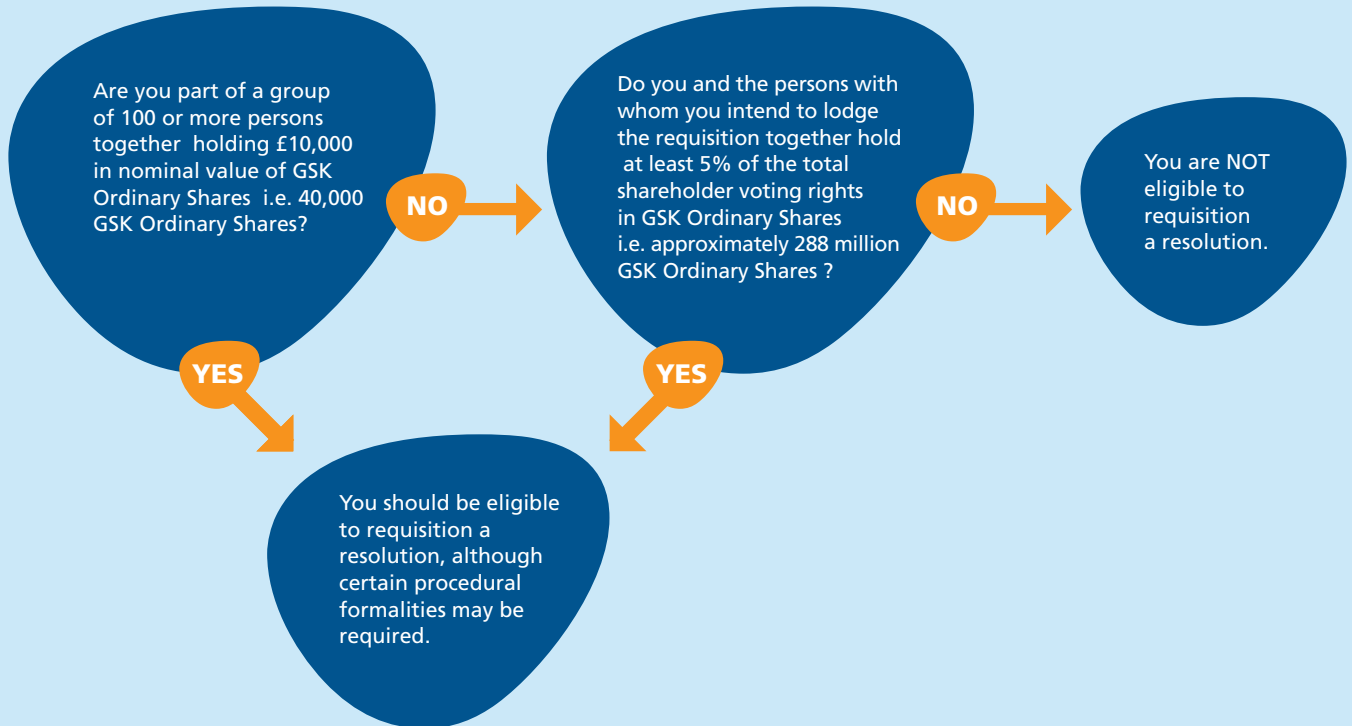 Are you part of a group
of 100 or more persons
together holding £10,000
in nominal value of GSK
Ordinary Shares i.e. 40,000
GSK Ordinary Shares?
NO
YES
Do you and the persons with
whom you intend to lodge
the requisition together hold
at least 5% of the total
shareholder voting rights
in GSK Ordinary Shares
i.e. approximately 288 million
GSK Ordinary Shares ?
NO
YES
You are NOT
eligible to
requisition
a resolution.
You should be eligible
to requisition a
resolution, although
certain procedural
formalities may be
required.